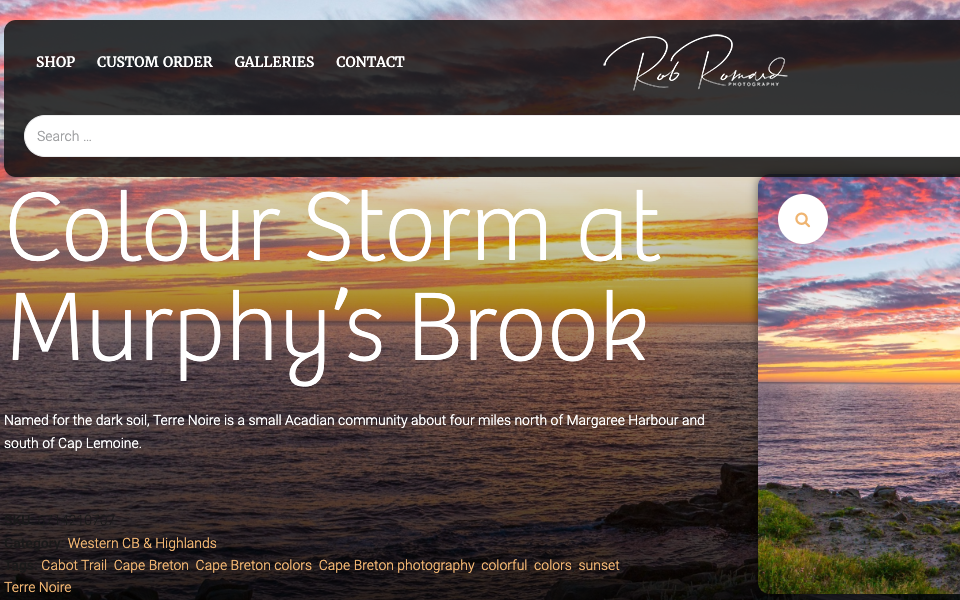 SHOP CUSTOM ORDER GALLERIES CONTACT
Rob Romard
PHOTOGRAPHY
Search ...
Colour Storm at
Murphy's Brook
Named for the dark soil, Terre Noire is a small Acadian community about four miles north of Margaree Harbour and
south of Cap Lemoine.
Western CB & Highlands
Cabot Trail Cape Breton Cape Breton colors Cape Breton photography colorful colors sunset
Terre Noire